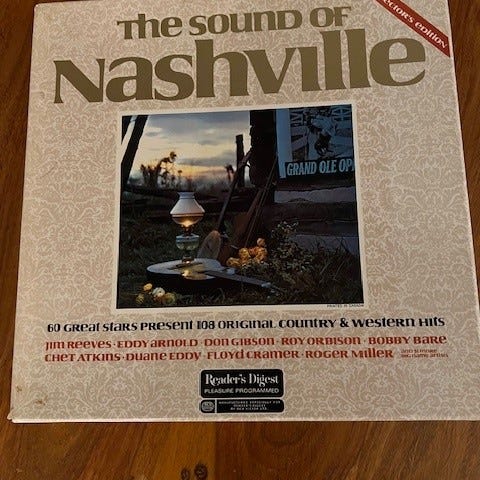 The SOUND OF
Nashville
ector's edition
GRAND OLE OP
PRINTED IN CANADA
60 Great stars Present 108 ORIGINAL COUNTRY & WESTERN HITS
JIM REEVES · EDDY ARNOLD · DON GIBSON · ROY ORBISON · BOBBY BARE
CHET ATKINS · DUANE EDDY · FLOYD CRAMER · ROGER MILLER
Reader's Digest
PLEASURE PROGRAMMED